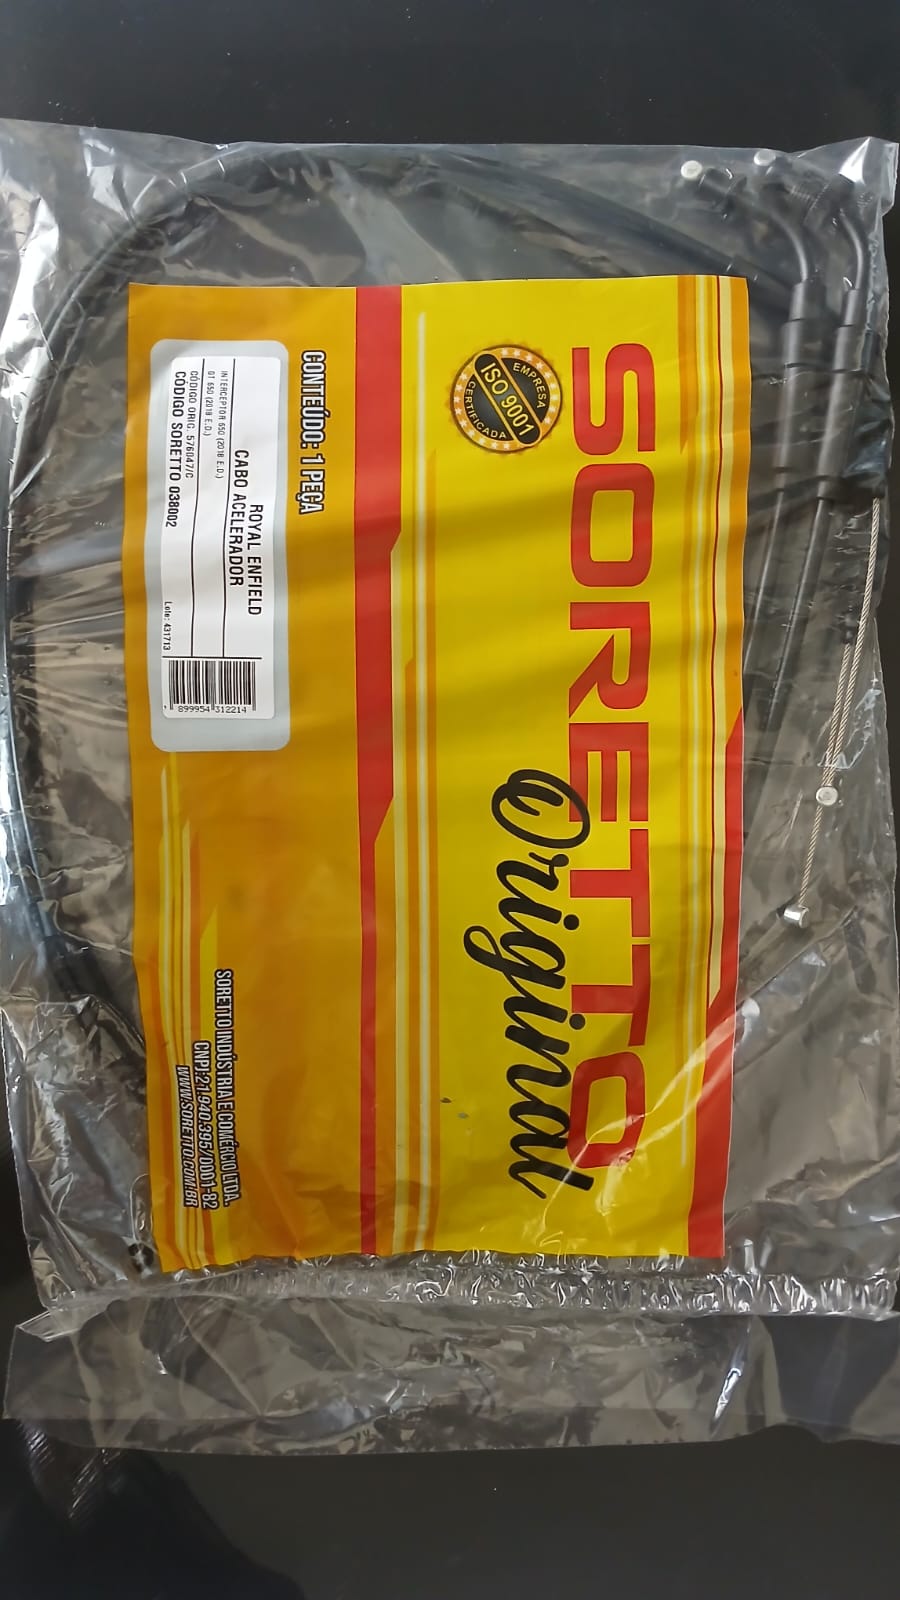 SORETTO
Original
EMPRESA
ISO 9001
CERTIFICADA
CONTEÚDO: 1 PEÇA
ROYAL ENFIELD
CABO ACELERADOR
INTERCEPTOR 650 (2018 E.D.)
GT 650 (2018 E.D.)
CÓDIGO ORIG. 576047/C
CÓDIGO SORETTO 038002
Lote: 431713
899954 312214
SORETTO INDÚSTRIA E COMÉRCIO LTDA.
CNPJ: 21.940.395/0001-82
WWW.SORETTO.COM.BR